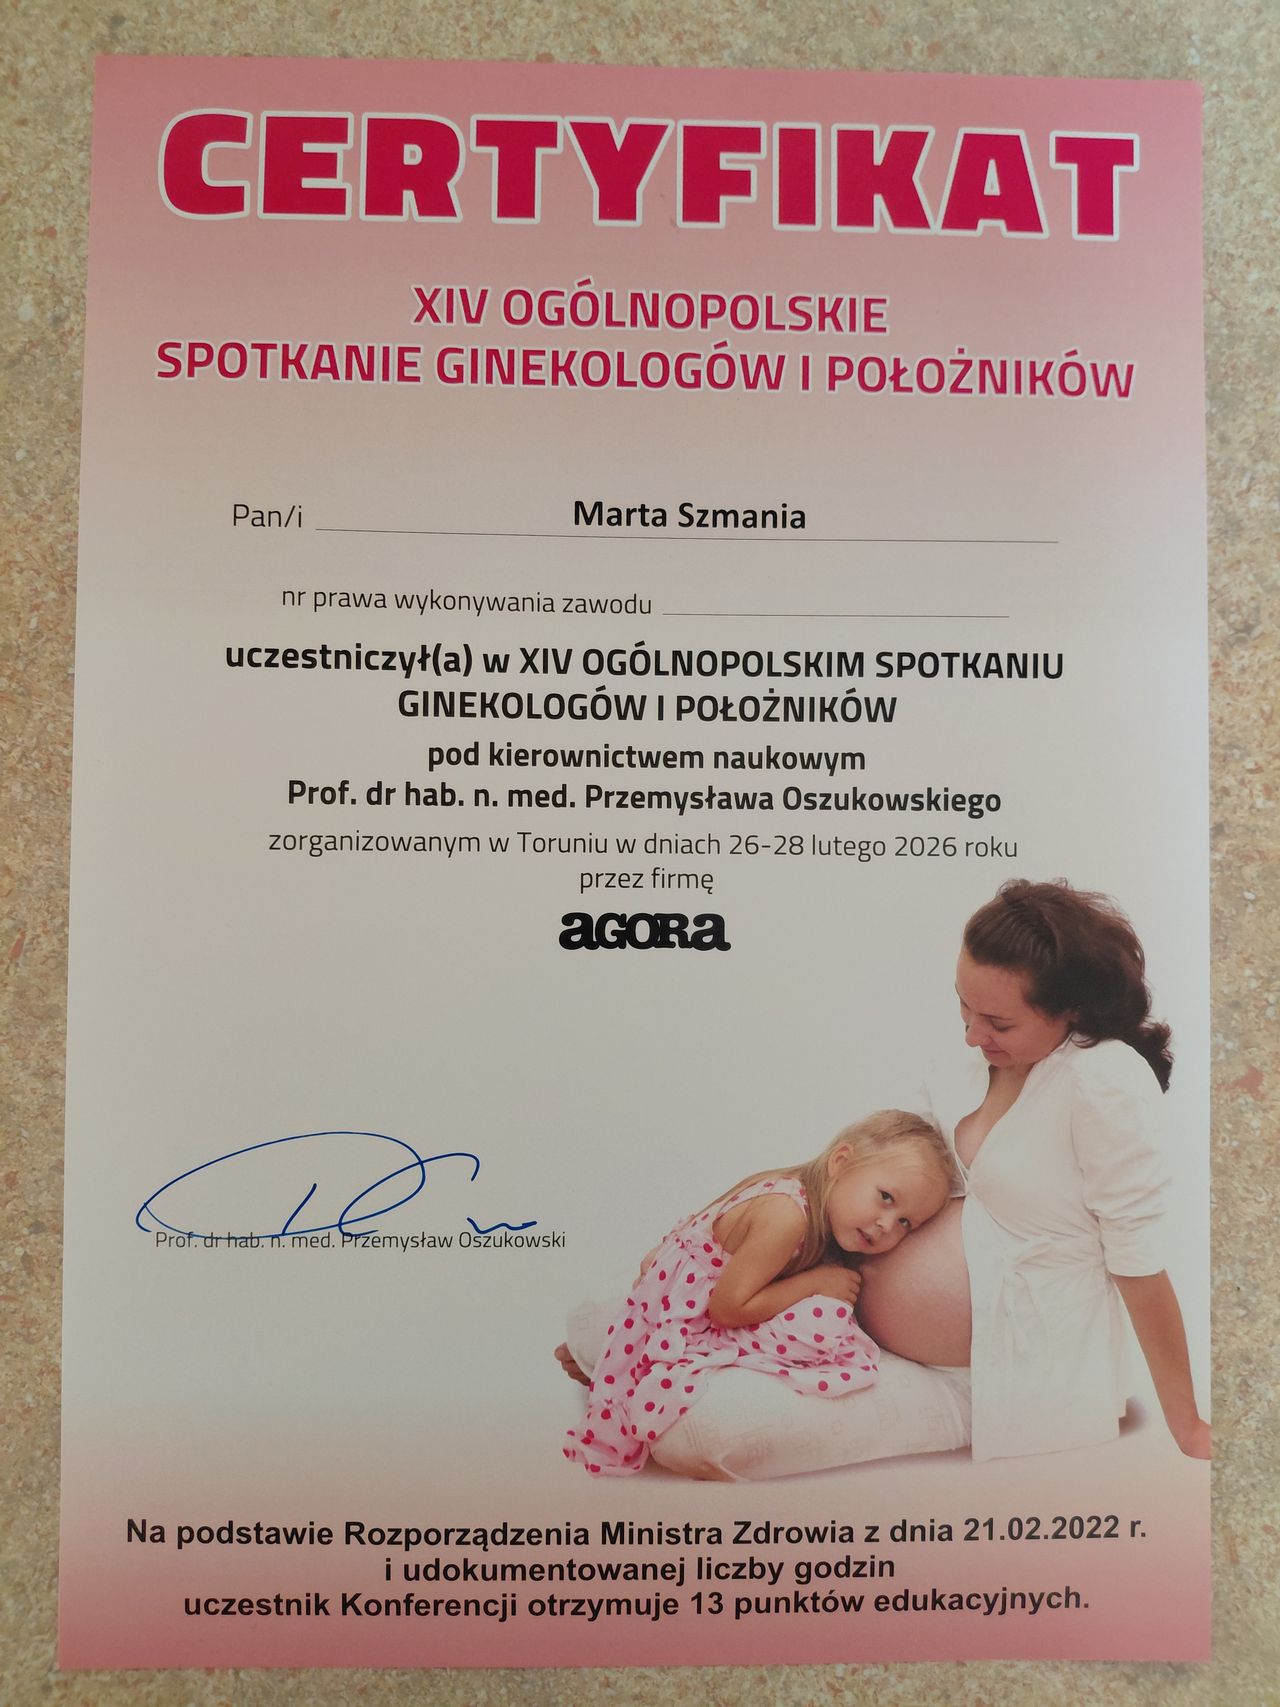 CERTYFIKAT
XIV OGÓLNOPOLSKIE
SPOTKANIE GINEKOLOGÓW I POŁOŻNIKÓW
Pan/i Marta Szmania
nr prawa wykonywania zawodu
uczestniczył(a) w XIV OGÓLNOPOLSKIM SPOTKANIU
GINEKOLOGÓW I POŁOŻNIKÓW
pod kierownictwem naukowym
Prof. dr hab. n. med. Przemysława Oszukowskiego
zorganizowanym w Toruniu w dniach 26-28 lutego 2026 roku
przez firmę
AGORA
Prof. dr hab. n. med. Przemysław Oszukowski
Na podstawie Rozporządzenia Ministra Zdrowia z dnia 21.02.2022 r.
i udokumentowanej liczby godzin
uczestnik Konferencji otrzymuje 13 punktów edukacyjnych.